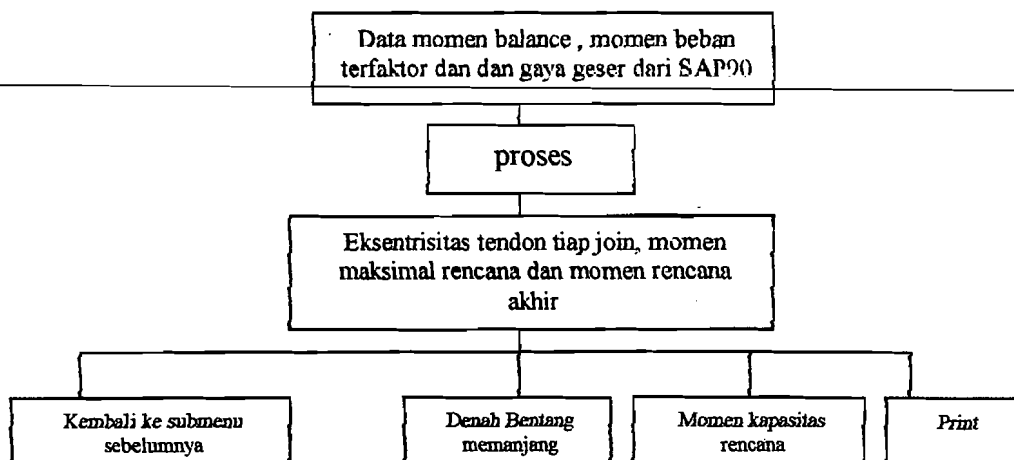 Data momen balance , momen beban
terfaktor dan dan gaya geser dari SAP90
proses
Eksentrisitas tendon tiap join, momen
maksimal rencana dan momen rencana
akhir
Kembali ke submenu
sebelumnya
Denah Bentang
memanjang
Momen kapasitas
rencana
Print